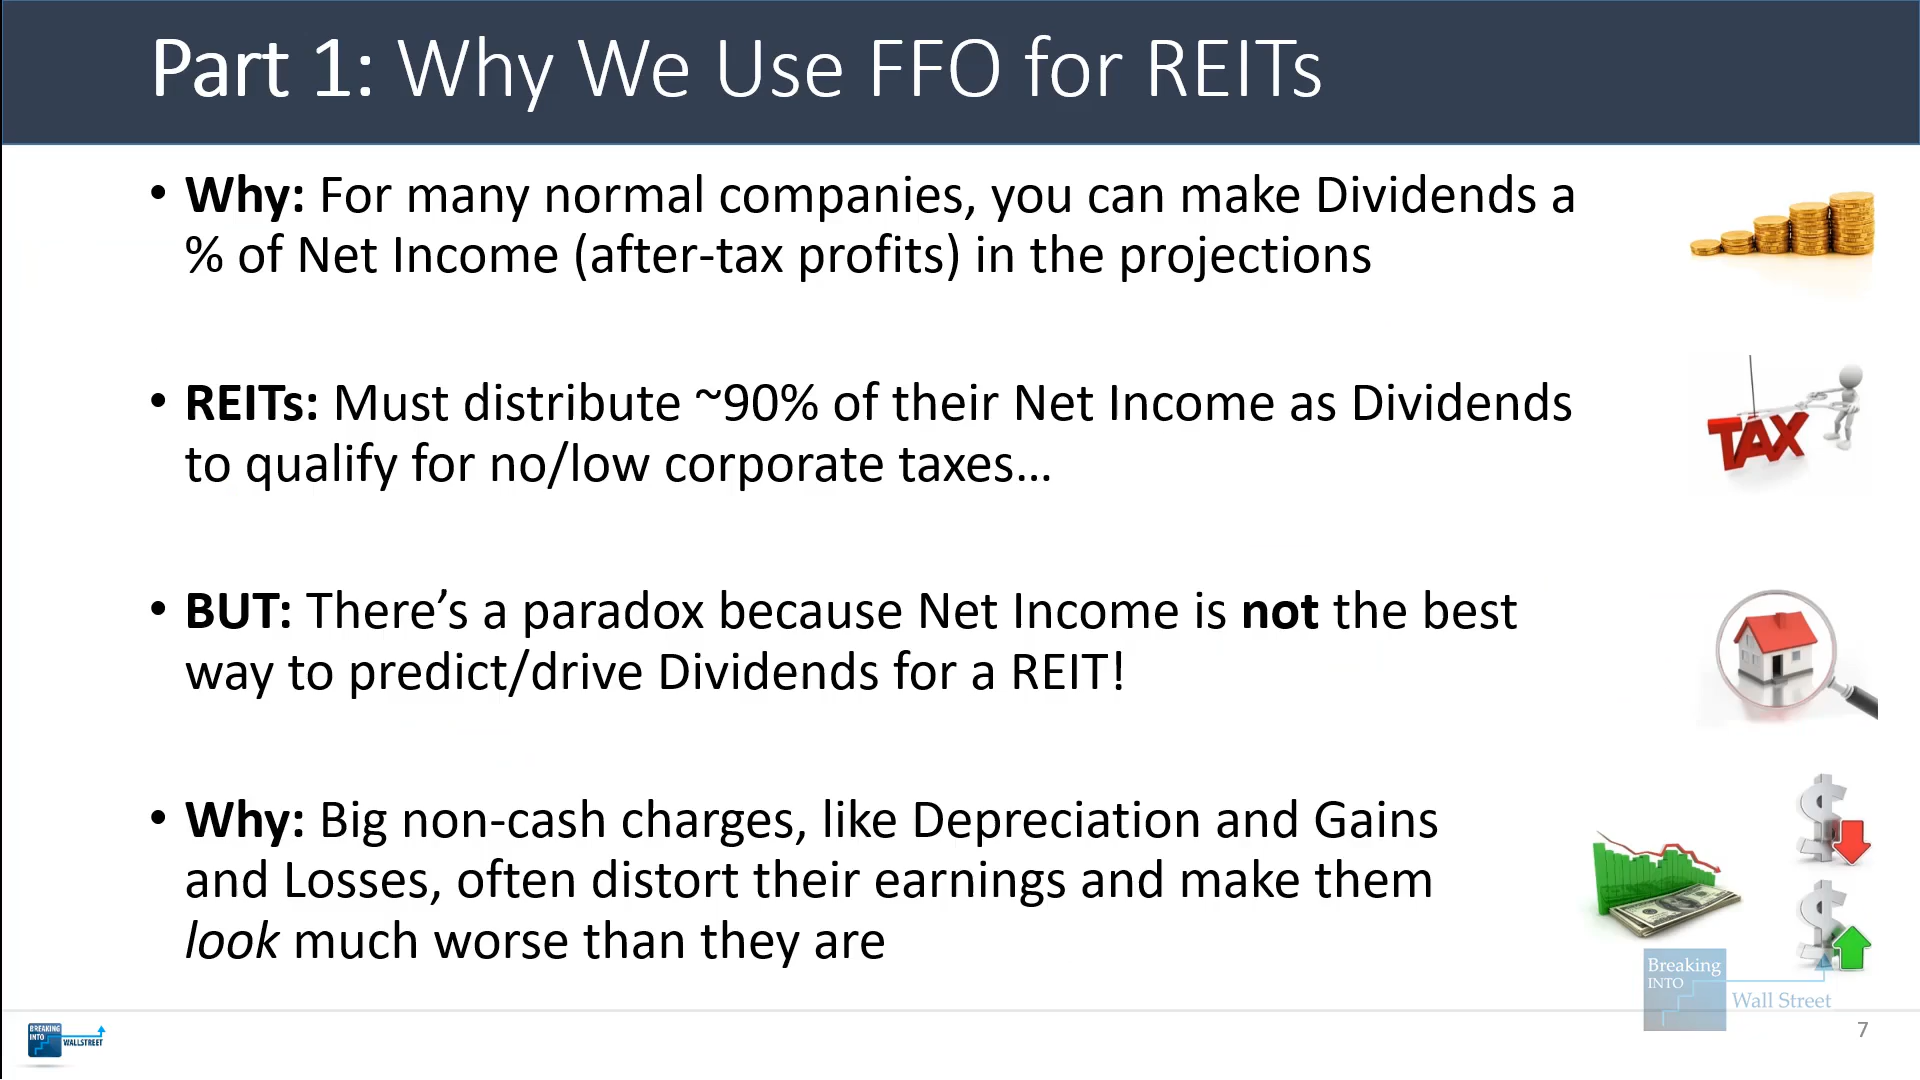 Part 1: Why We Use FFO for REITs
• Why: For many normal companies, you can make Dividends a
% of Net Income (after-tax profits) in the projections
• REITs: Must distribute ~90% of their Net Income as Dividends
to qualify for no/low corporate taxes…
TAX
• BUT: There’s a paradox because Net Income is not the best
way to predict/drive Dividends for a REIT!
• Why: Big non-cash charges, like Depreciation and Gains
and Losses, often distort their earnings and make them
look much worse than they are
$
$
Breaking
INTO
Wall Street
BREAKING
INTO
WALLSTREET
7